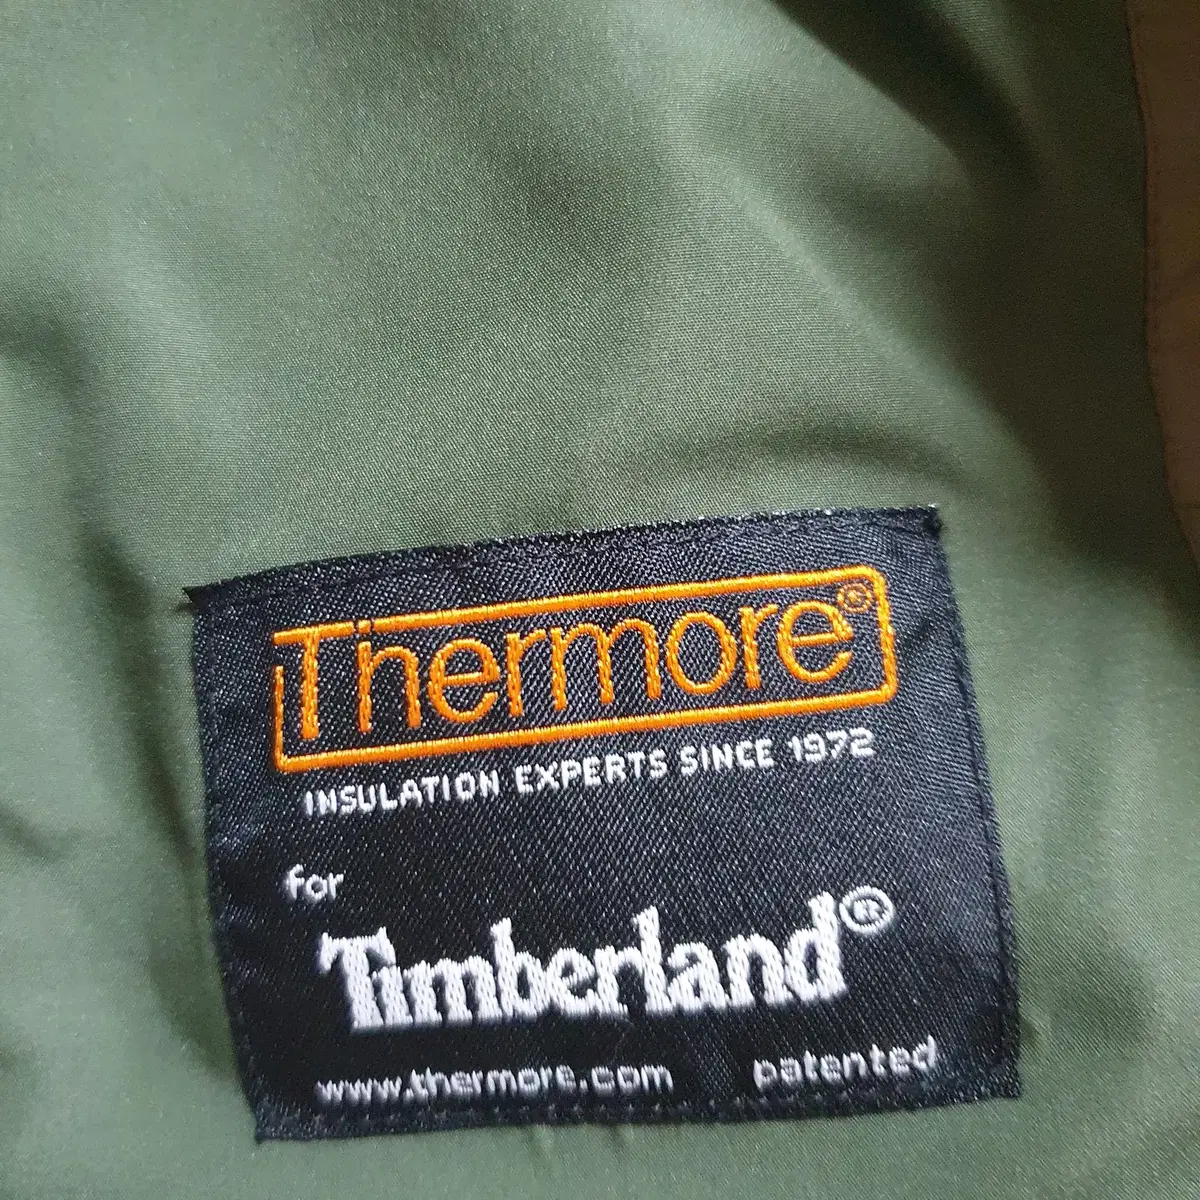 Thermore®
INSULATION EXPERTS SINCE 1972
for
Timberland®
www.thermore.com patented